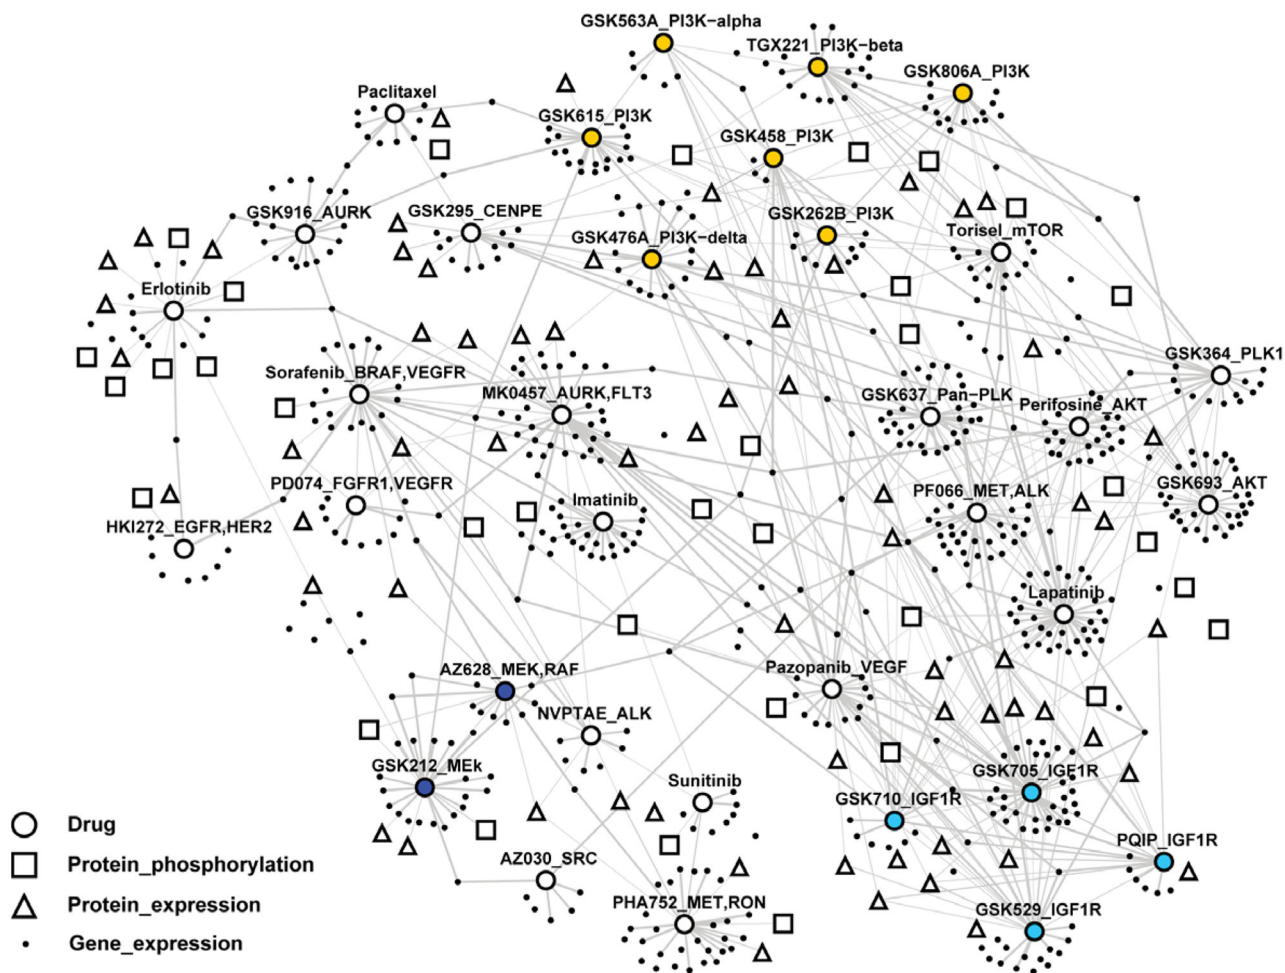 GSK563A_PI3K−alpha
TGX221_PI3K−beta
GSK806A_PI3K
Paclitaxel
GSK615_PI3K
GSK458_PI3K
GSK916_AURK
GSK295_CENPE
GSK262B_PI3K
Torisel_mTOR
GSK476A_PI3K−delta
Erlotinib
GSK364_PLK1
Sorafenib_BRAF,VEGFR
MK0457_AURK,FLT3
GSK637_Pan−PLK
Perifosine_AKT
PD074_FGFR1,VEGFR
Imatinib
PF066_MET,ALK
GSK693_AKT
HKI272_EGFR,HER2
Lapatinib
AZ628_MEK,RAF
Pazopanib_VEGF
NVPTAE_ALK
GSK212_MEk
Sunitinib
GSK705_IGF1R
GSK710_IGF1R
Drug
PQIP_IGF1R
Protein_phosphorylation
AZ030_SRC
Protein_expression
PHA752_MET,RON
GSK529_IGF1R
Gene_expression